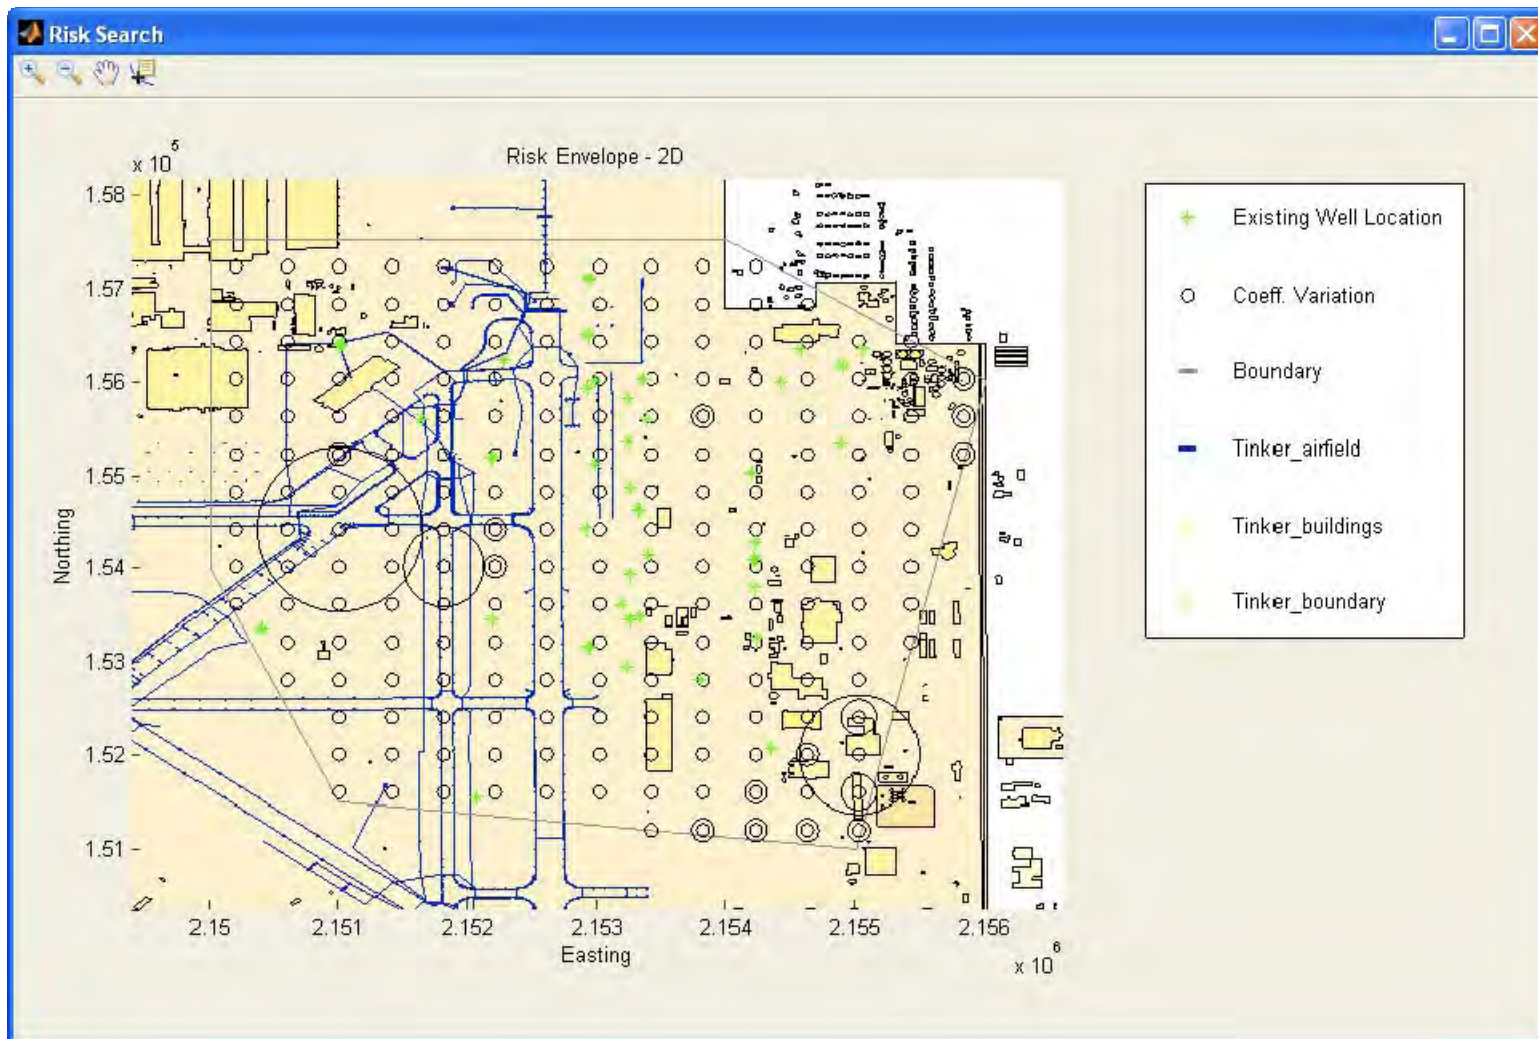 Risk Search
x 10^5
Risk Envelope - 2D
1.58
1.57
1.56
1.55
1.54
1.53
1.52
1.51
Northing
2.15
2.151
2.152
2.153
2.154
2.155
2.156
Easting
x 10^6
Existing Well Location
Coeff. Variation
Boundary
Tinker_airfield
Tinker_buildings
Tinker_boundary